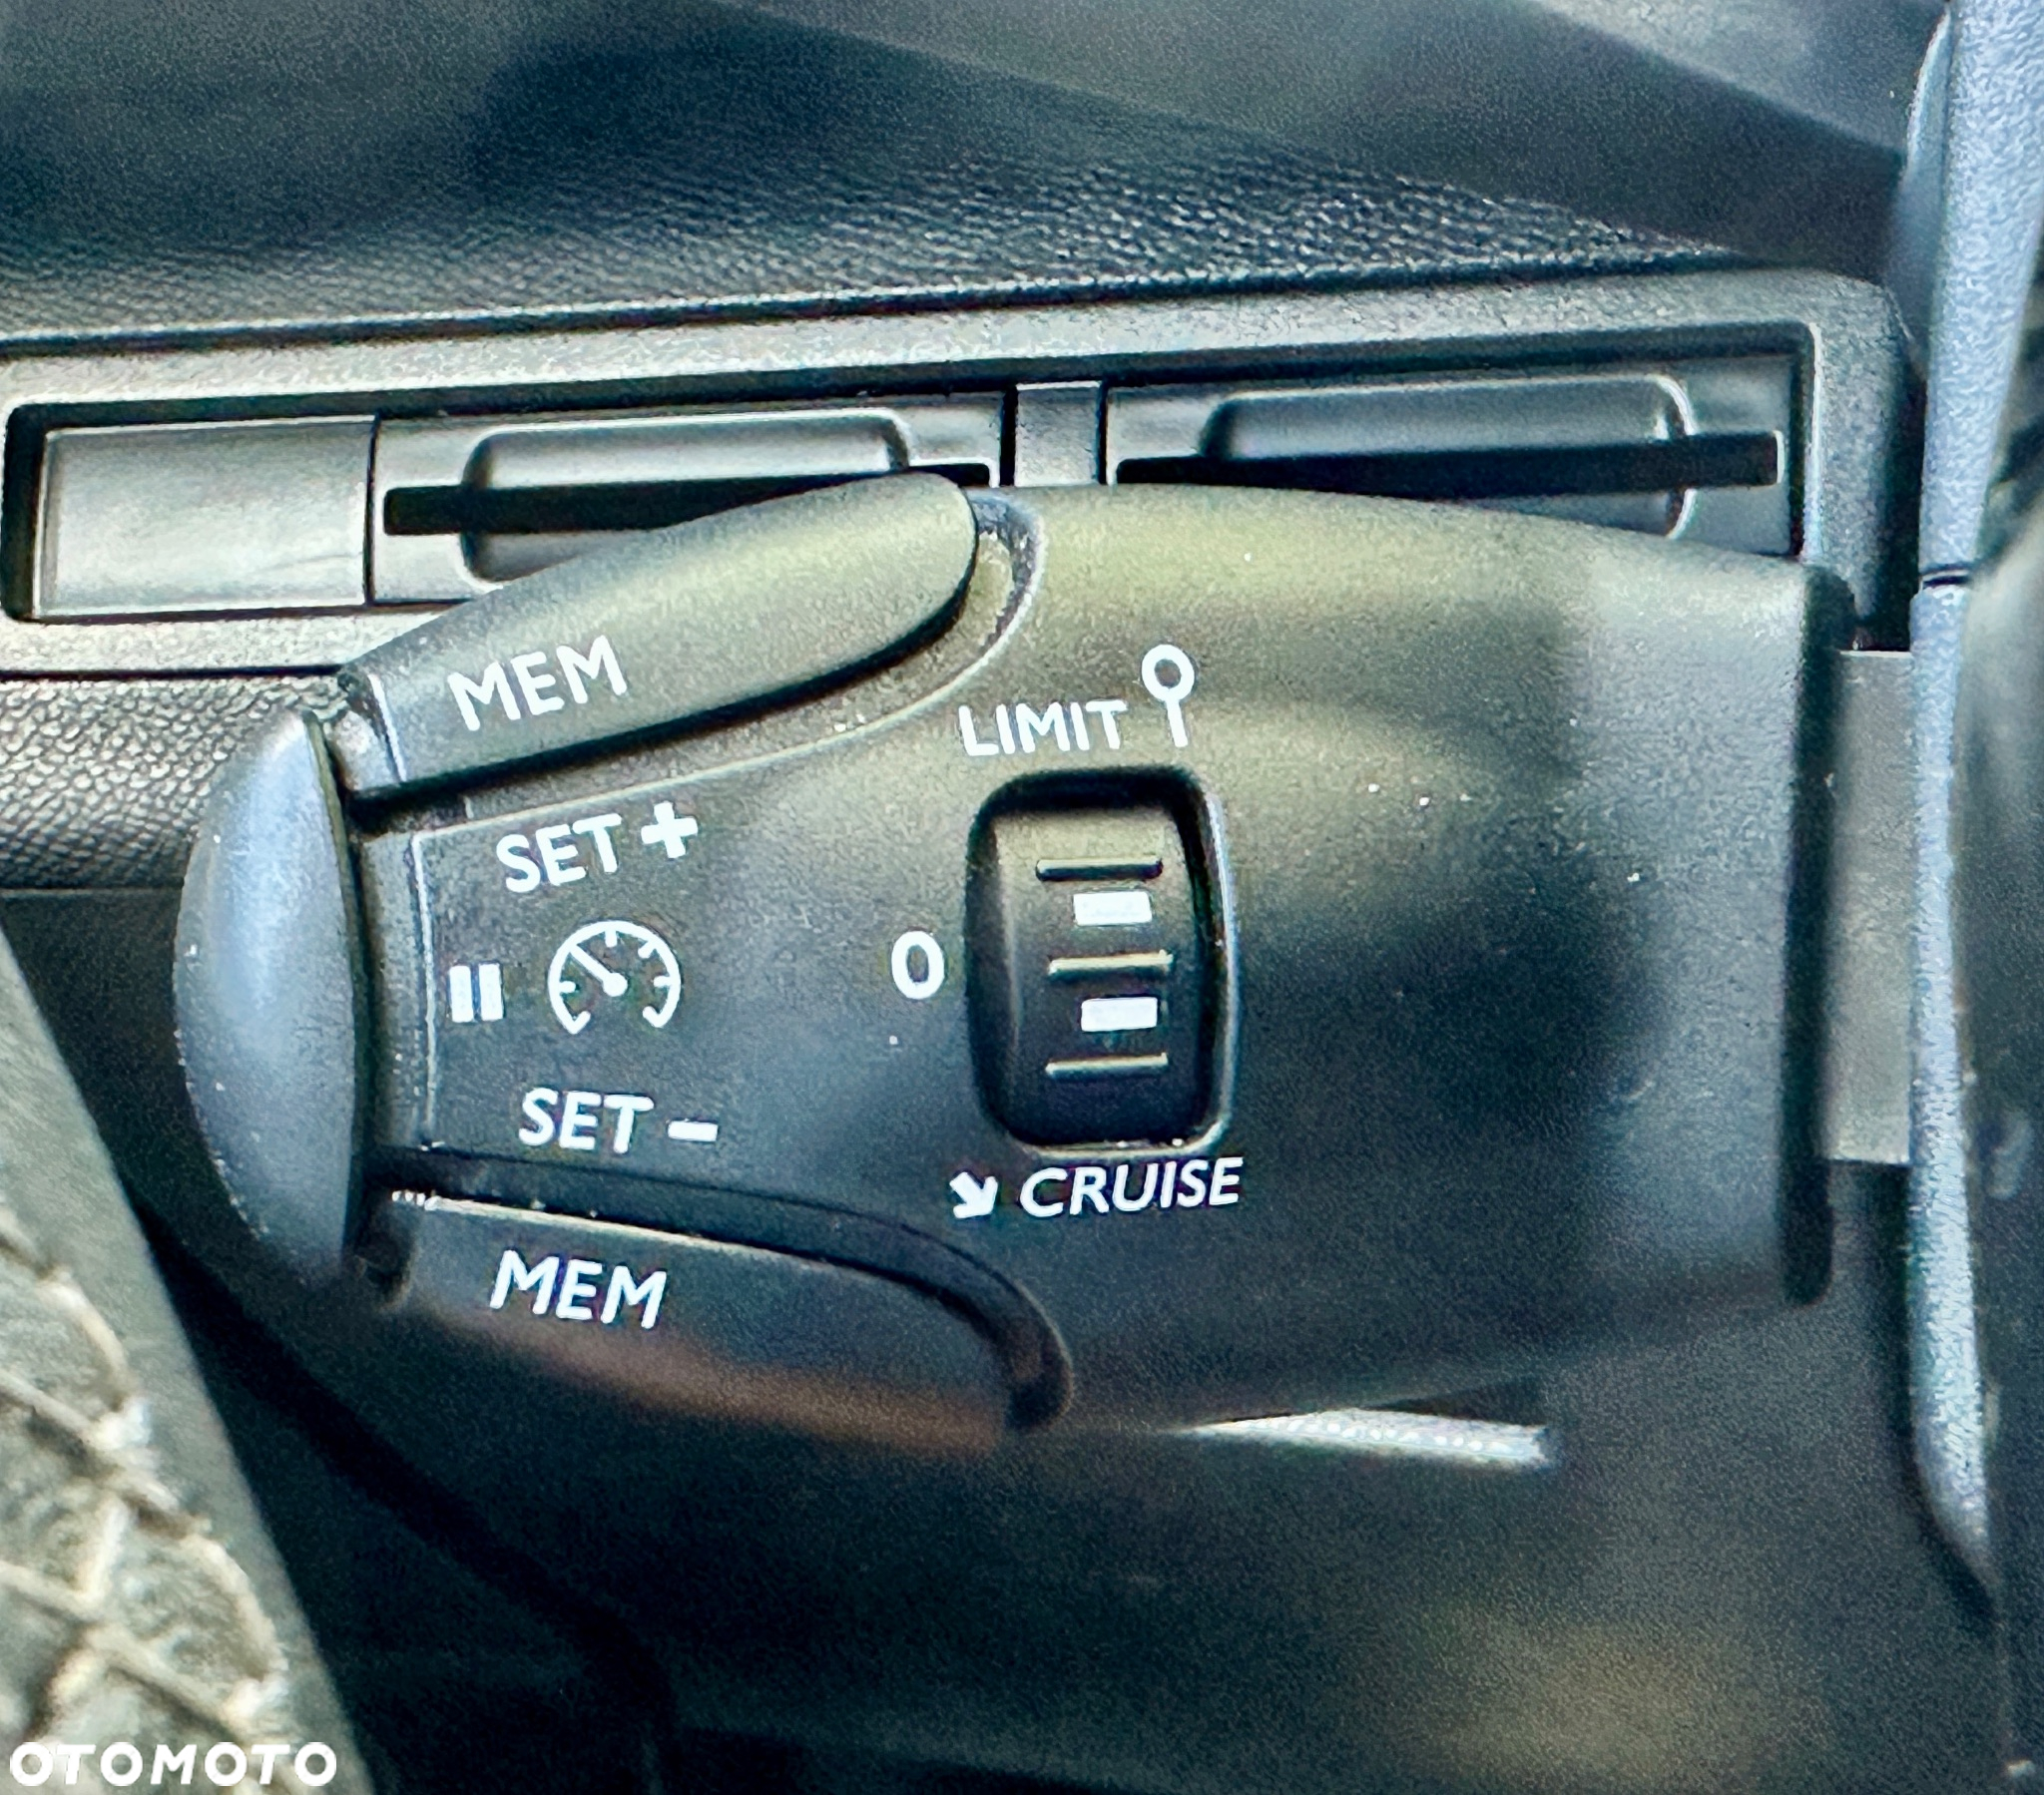 MEM
LIMIT
SET +
0
SET -
CRUISE
MEM
OTOMOTO